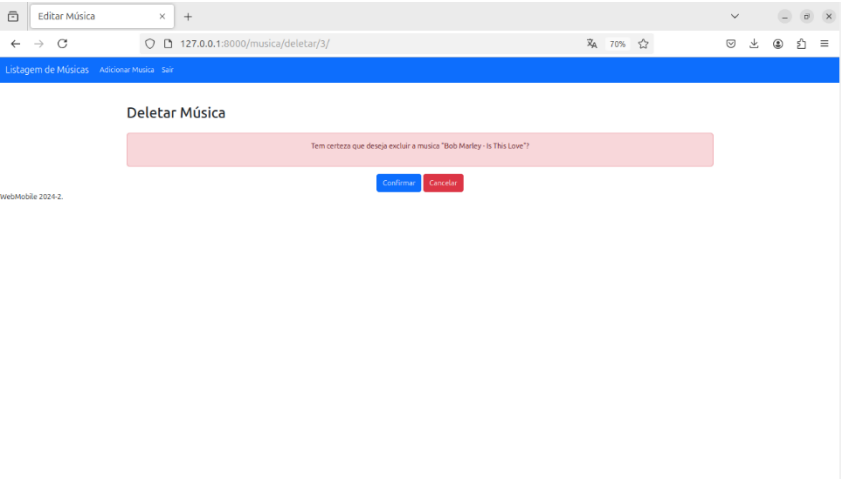 Editar Música
127.0.0.1:8000/musica/deletar/3/
70%
Listagem de Músicas Adicionar Musica Sair
Deletar Música
Tem certeza que deseja excluir a musica "Bob Marley - Is This Love"?
Confirmar Cancelar
WebMobile 2024-2.